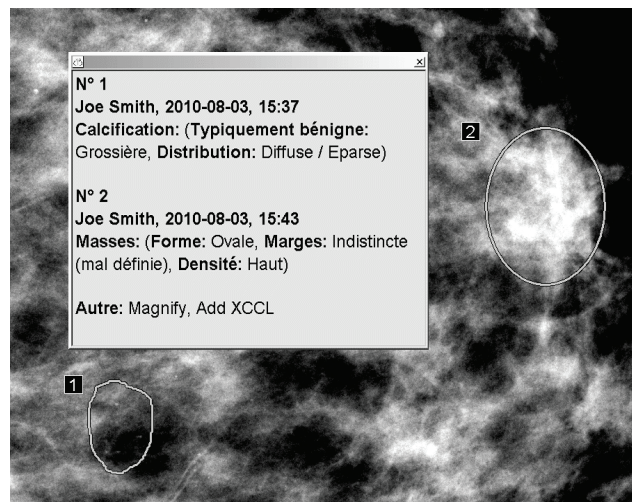 N° 1
Joe Smith, 2010-08-03, 15:37
Calcification: (Typiquement bénigne:
Grossière, Distribution: Diffuse / Eparse)
N° 2
Joe Smith, 2010-08-03, 15:43
Masses: (Forme: Ovale, Marges: Indistincte
(mal définie), Densité: Haut)
Autre: Magnify, Add XCCL
2
1